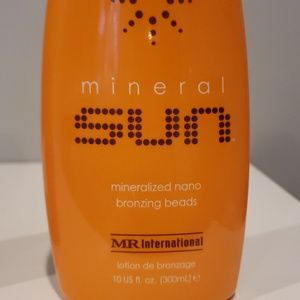 mineral
sun
mineralized nano
bronzing beads
MR International
lotion de bronzage
10 US fl. oz. (300mL) ℮